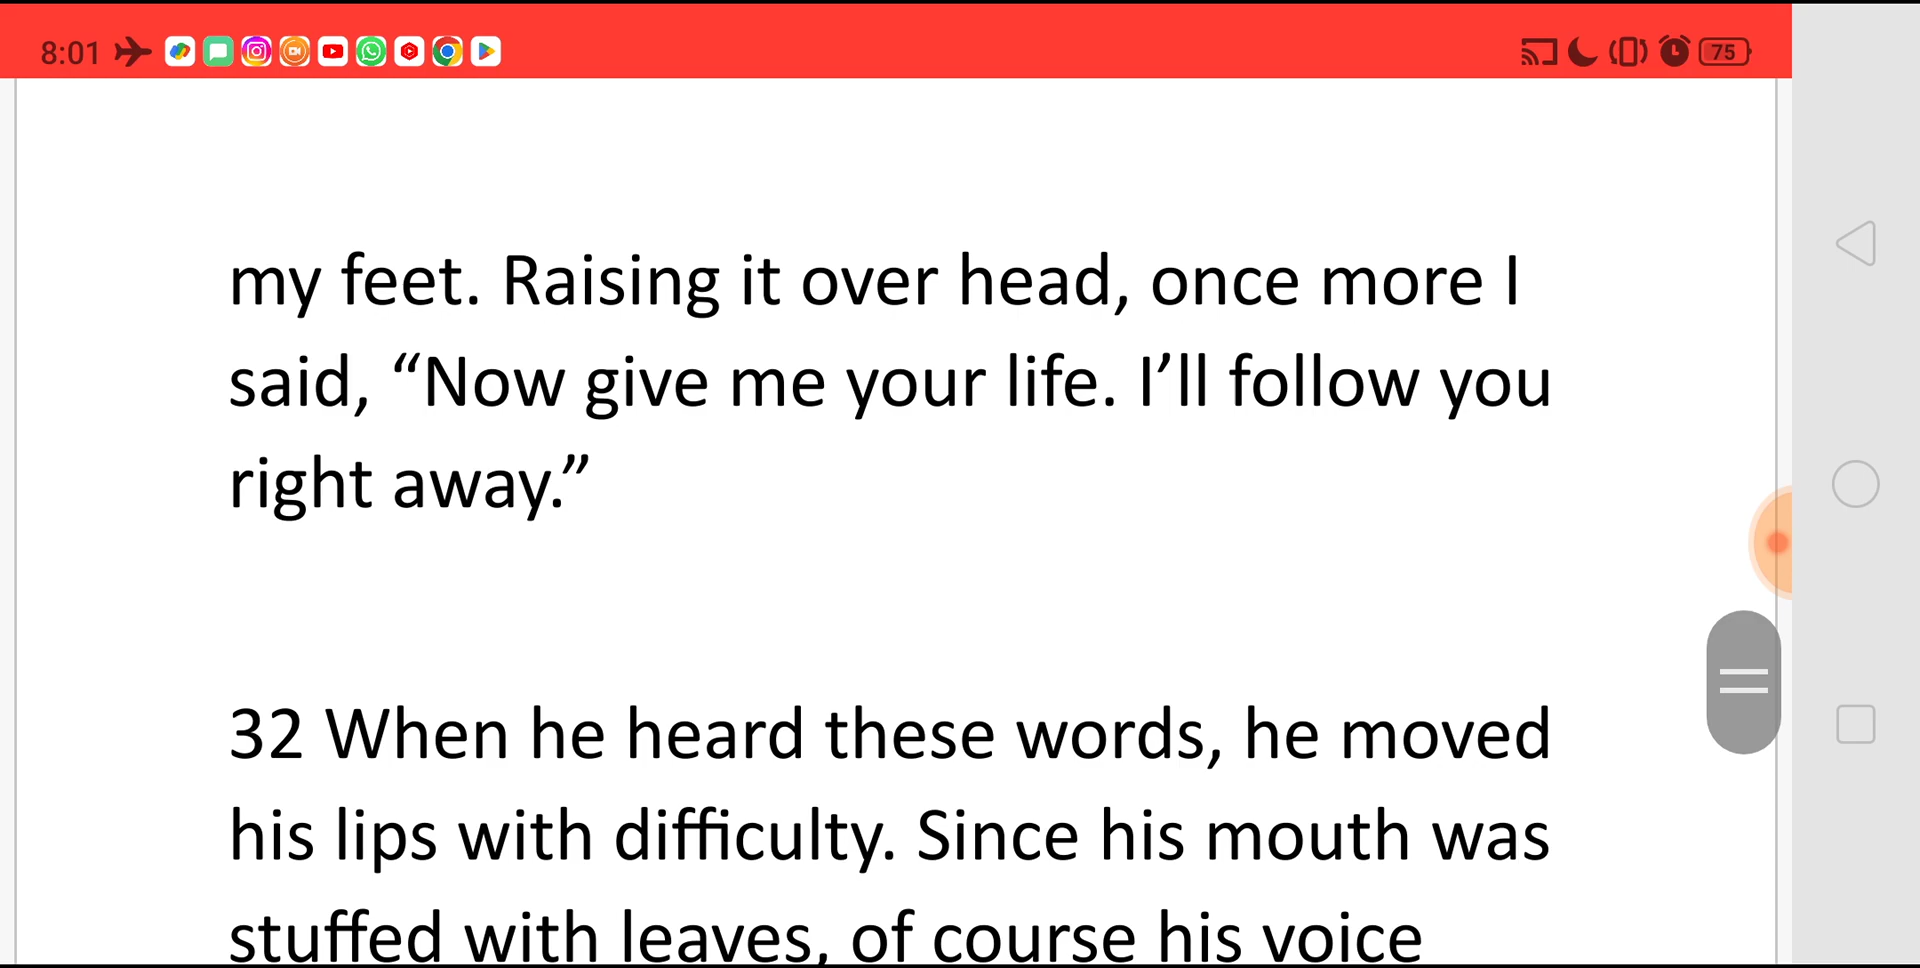 8:01
75
my feet. Raising it over head, once more I
said, “Now give me your life. I’ll follow you
right away.”
32 When he heard these words, he moved
his lips with difficulty. Since his mouth was
stuffed with leaves, of course his voice